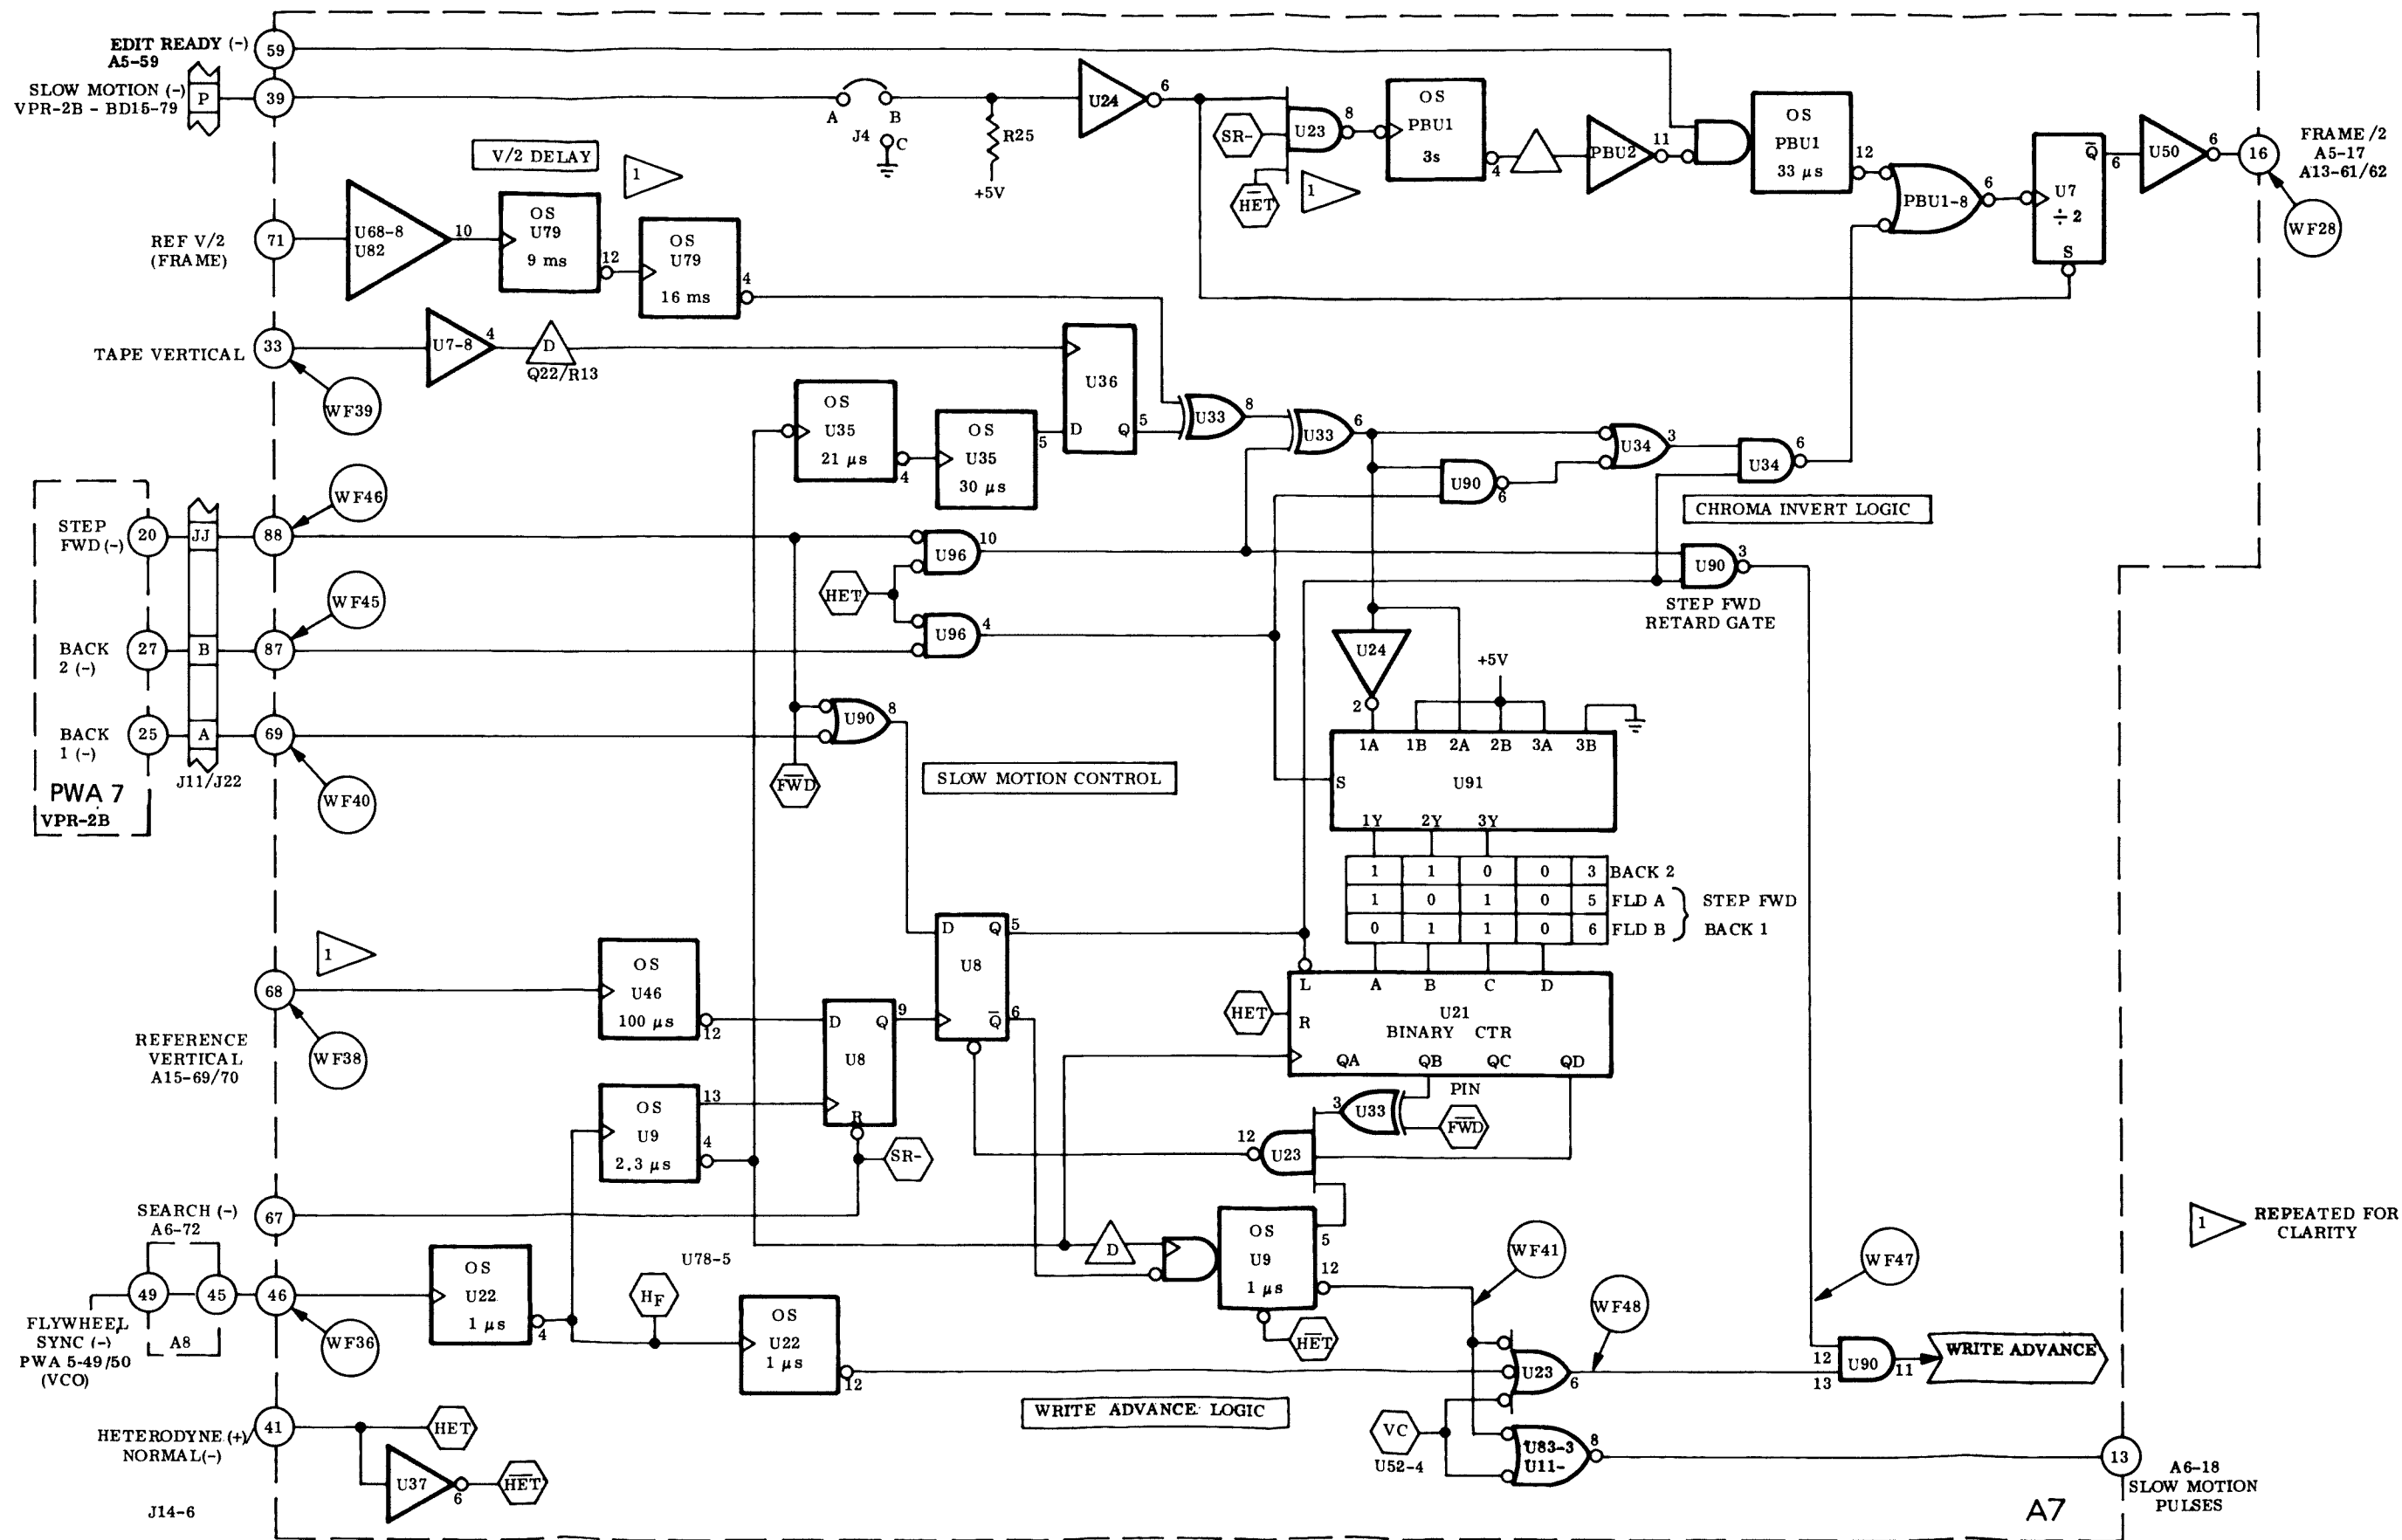 EDIT READY (-)
A5-59
59
SLOW MOTION (-)
VPR-2B - BD15-79
P
39
A
B
J4
C
R25
+5V
U24
6
SR-
HET
U23
8
1
OS
PBU1
3s
4
PBU2
11
OS
PBU1
33 µs
12
PBU1-8
6
Q
6
U7
÷ 2
S
U50
6
16
FRAME/2
A5-17
A13-61/62
WF28
V/2 DELAY
1
REF V/2
(FRAME)
71
U68-8
U82
10
OS
U79
9 ms
12
OS
U79
16 ms
4
TAPE VERTICAL
33
WF39
U7-8
4
D
Q22/R13
U36
D
Q
5
OS
U35
21 µs
4
OS
U35
30 µs
5
U33
8
U33
6
U34
3
U34
6
U90
6
CHROMA INVERT LOGIC
WF46
STEP
FWD (-)
20
JJ
88
U96
10
HET
U90
3
STEP FWD
RETARD GATE
WF45
BACK
2 (-)
27
B
87
U96
4
U24
2
+5V
BACK
1 (-)
25
A
69
U90
8
FWD
J11/J22
WF40
PWA 7
VPR-2B
SLOW MOTION CONTROL
1A 1B 2A 2B 3A 3B
S
U91
1Y 2Y 3Y
1 1 0 0 3 BACK 2
1 0 1 0 5 FLD A
0 1 1 0 6 FLD B
STEP FWD
BACK 1
L A B C D
HET
R
U21
BINARY CTR
QA QB QC QD
1
68
REFERENCE
VERTICAL
A15-69/70
WF38
OS
U46
100 µs
12
D Q
9
U8
R
D Q
5
U8
Q
6
OS
U9
2.3 µs
13
4
SR-
PIN
3
U33
FWD
12
U23
SEARCH (-)
A6-72
67
49
45
46
A8
FLYWHEEL
SYNC (-)
PWA 5-49/50
(VCO)
WF36
OS
U22
1 µs
4
U78-5
HF
OS
U22
1 µs
12
D
OS
U9
1 µs
5
12
HET
WF41
WF48
WF47
1
REPEATED FOR
CLARITY
U23
6
12
13
U90
11
WRITE ADVANCE
WRITE ADVANCE LOGIC
VC
U52-4
U83-3
U11-
8
13
A6-18
SLOW MOTION
PULSES
HETERODYNE (+)
NORMAL(-)
41
HET
U37
6
HET
J14-6
A7